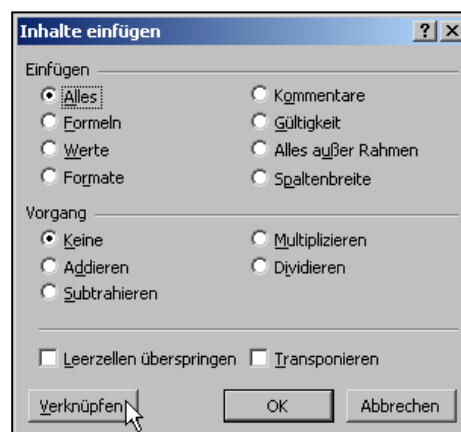 Inhalte einfügen
Einfügen
Alles Kommentare
Formeln Gültigkeit
Werte Alles außer Rahmen
Formate Spaltenbreite
Vorgang
Keine Multiplizieren
Addieren Dividieren
Subtrahieren
Leerzellen überspringen Transponieren
Verknüpfen OK Abbrechen